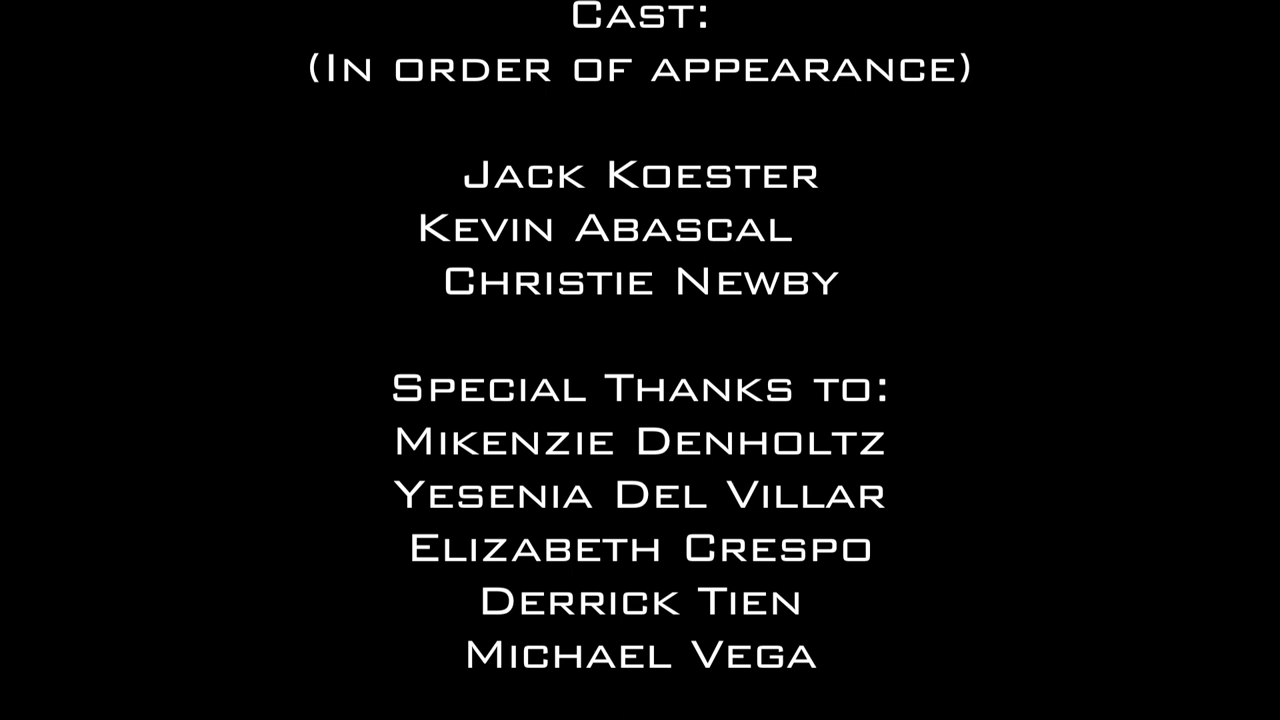 Cast:
(In order of appearance)
Jack Koester
Kevin Abascal
Christie Newby
Special Thanks to:
Mikenzie Denholtz
Yesenia Del Villar
Elizabeth Crespo
Derrick Tien
Michael Vega